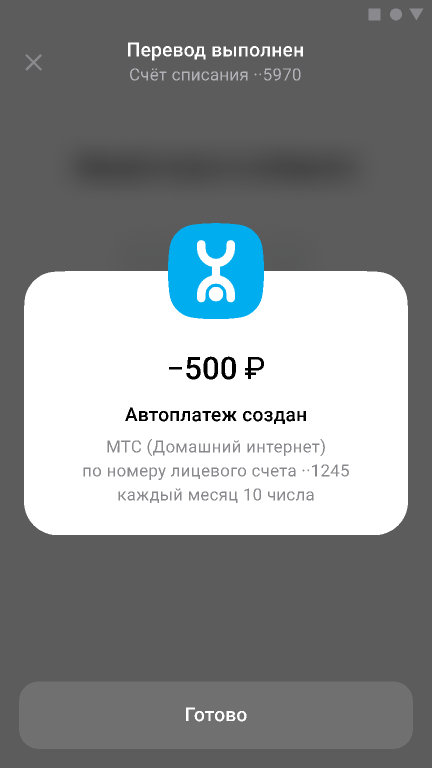 Перевод выполнен
Счёт списания ··5970
−500 ₽
Автоплатеж создан
МТС (Домашний интернет)
по номеру лицевого счета ··1245
каждый месяц 10 числа
Готово